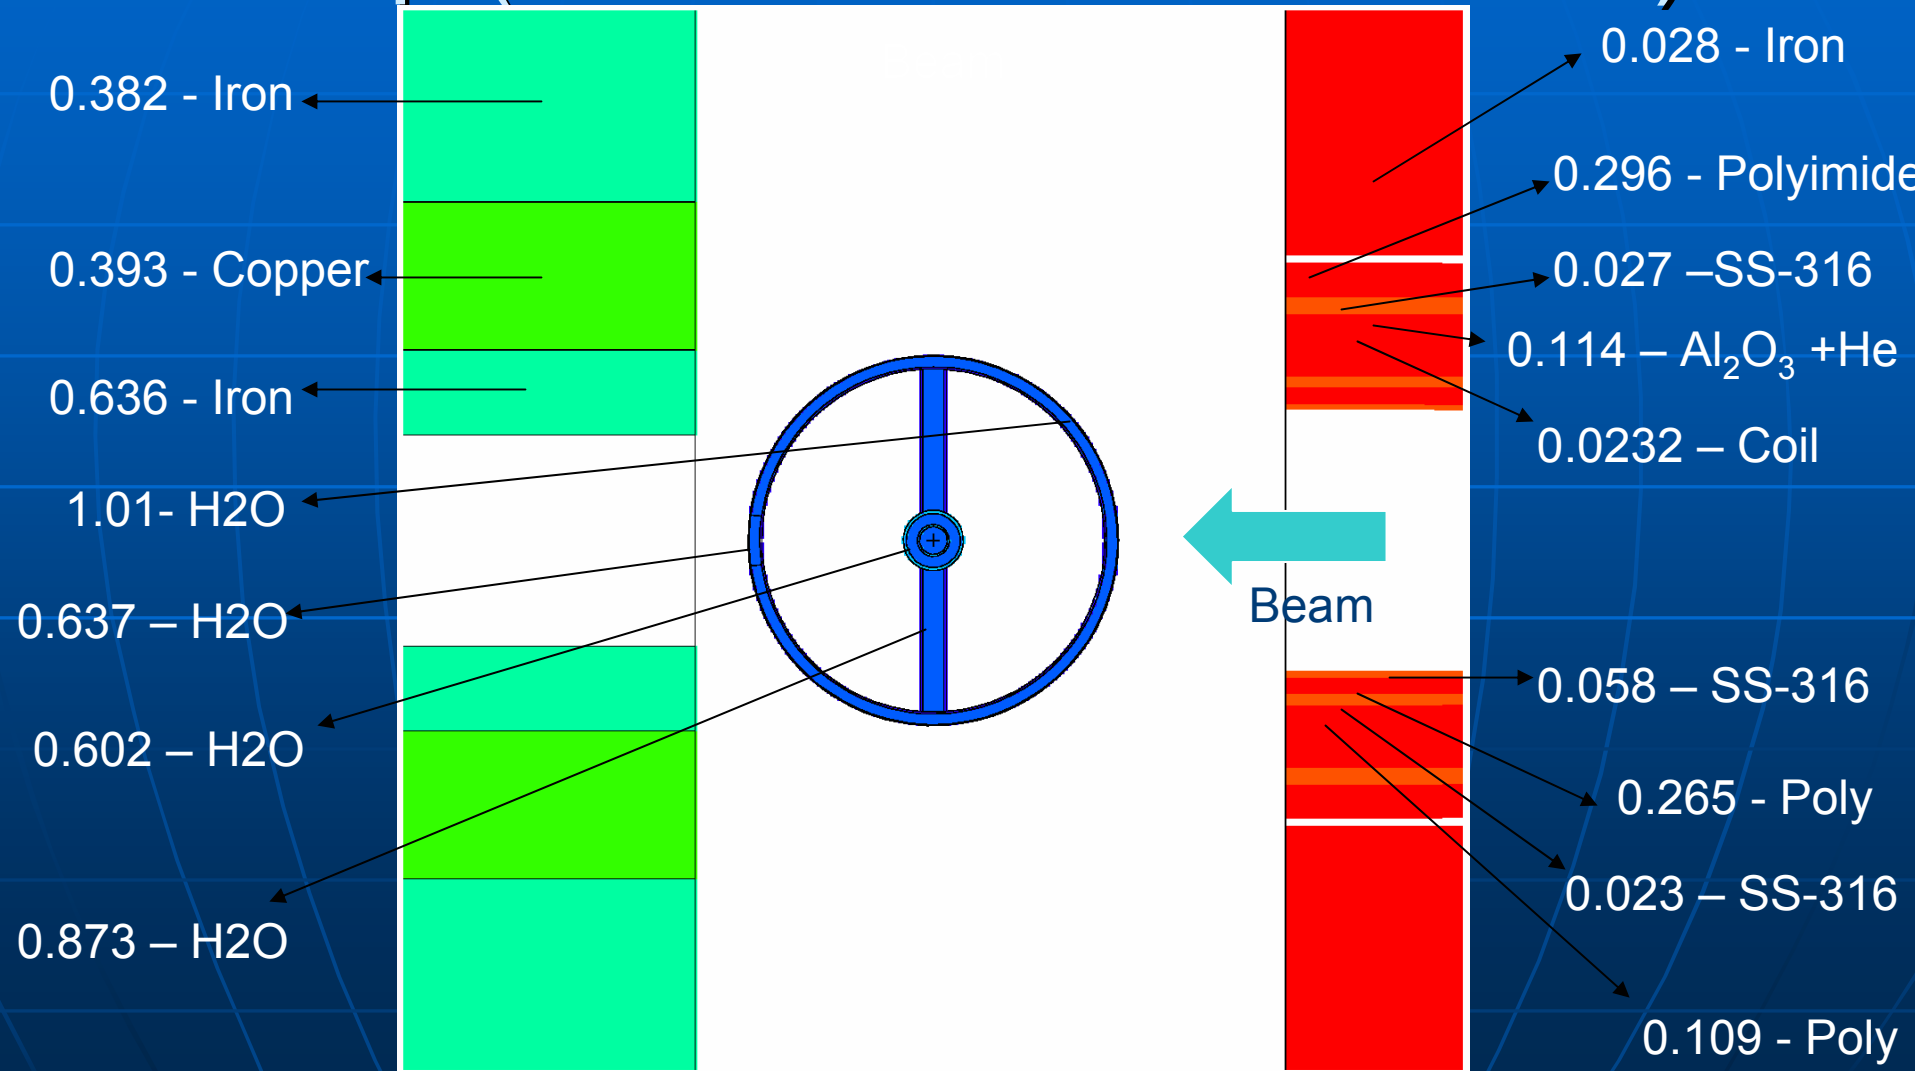 0.382 - Iron
0.393 - Copper
0.636 - Iron
1.01- H2O
0.637 – H2O
0.602 – H2O
0.873 – H2O
Beam
0.028 - Iron
0.296 - Polyimide
0.027 –SS-316
0.114 – Al₂O₃ +He
0.0232 – Coil
0.058 – SS-316
0.265 - Poly
0.023 – SS-316
0.109 - Poly